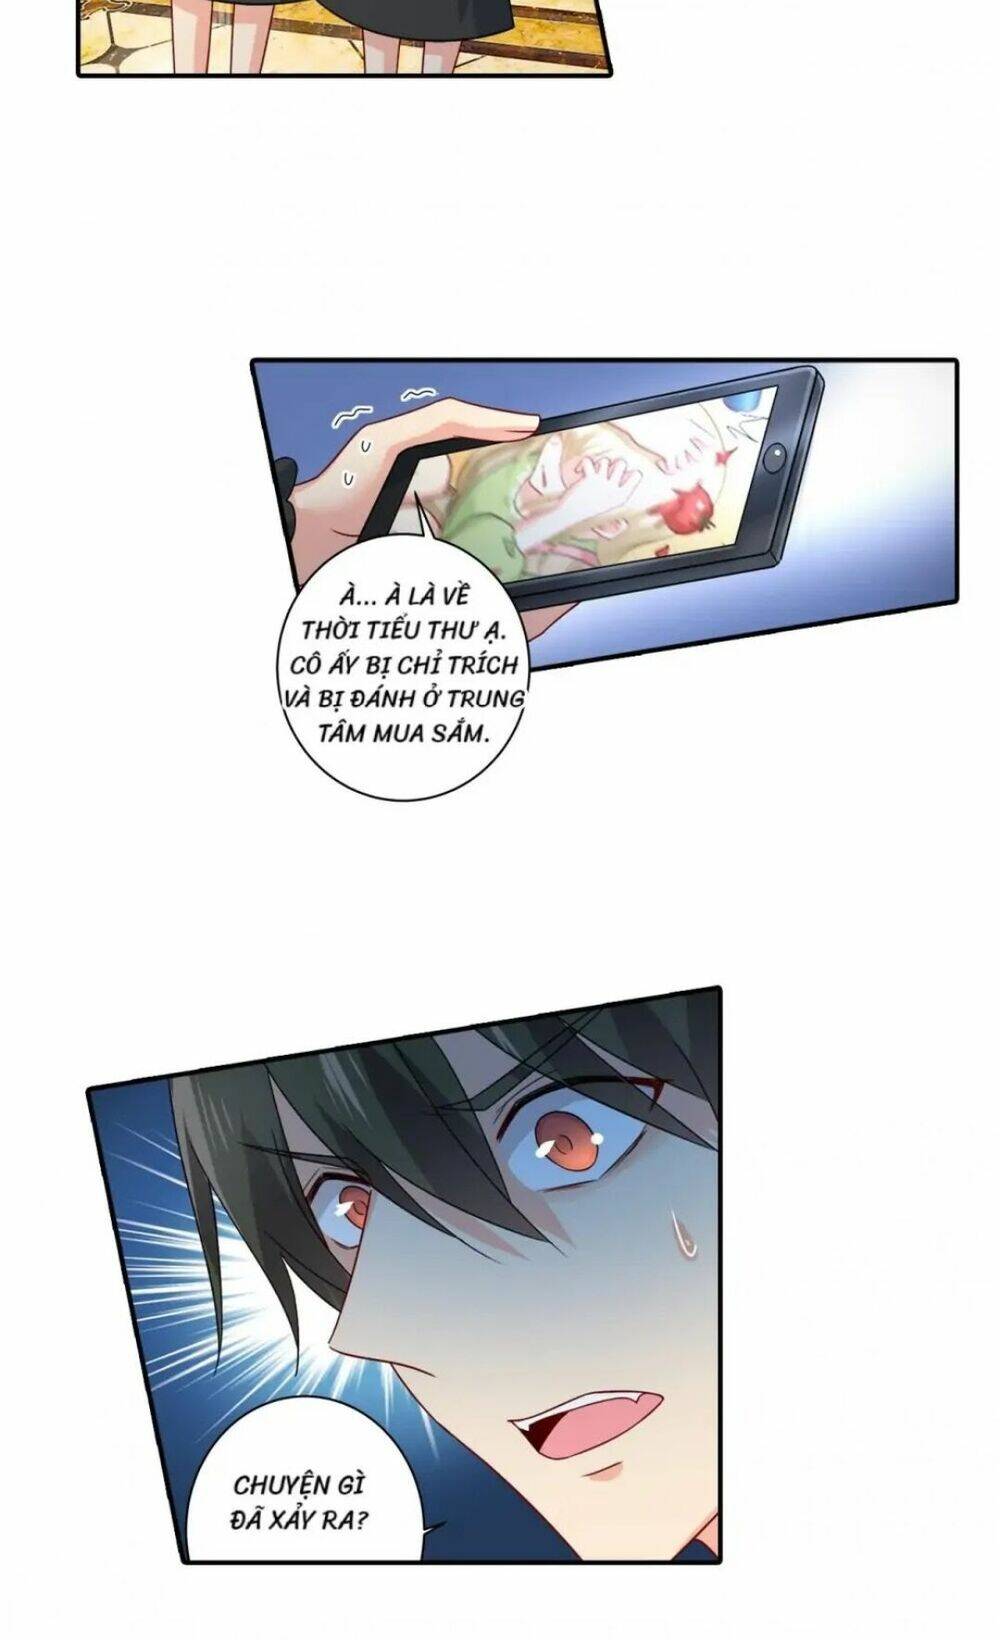 À... À LÀ VỀ
THỜI TIỂU THƯ Ạ.
CÔ ẤY BỊ CHỈ TRÍCH
VÀ BỊ ĐÁNH Ở TRUNG
TÂM MUA SẮM.
CHUYỆN GÌ
ĐÃ XẢY RA?